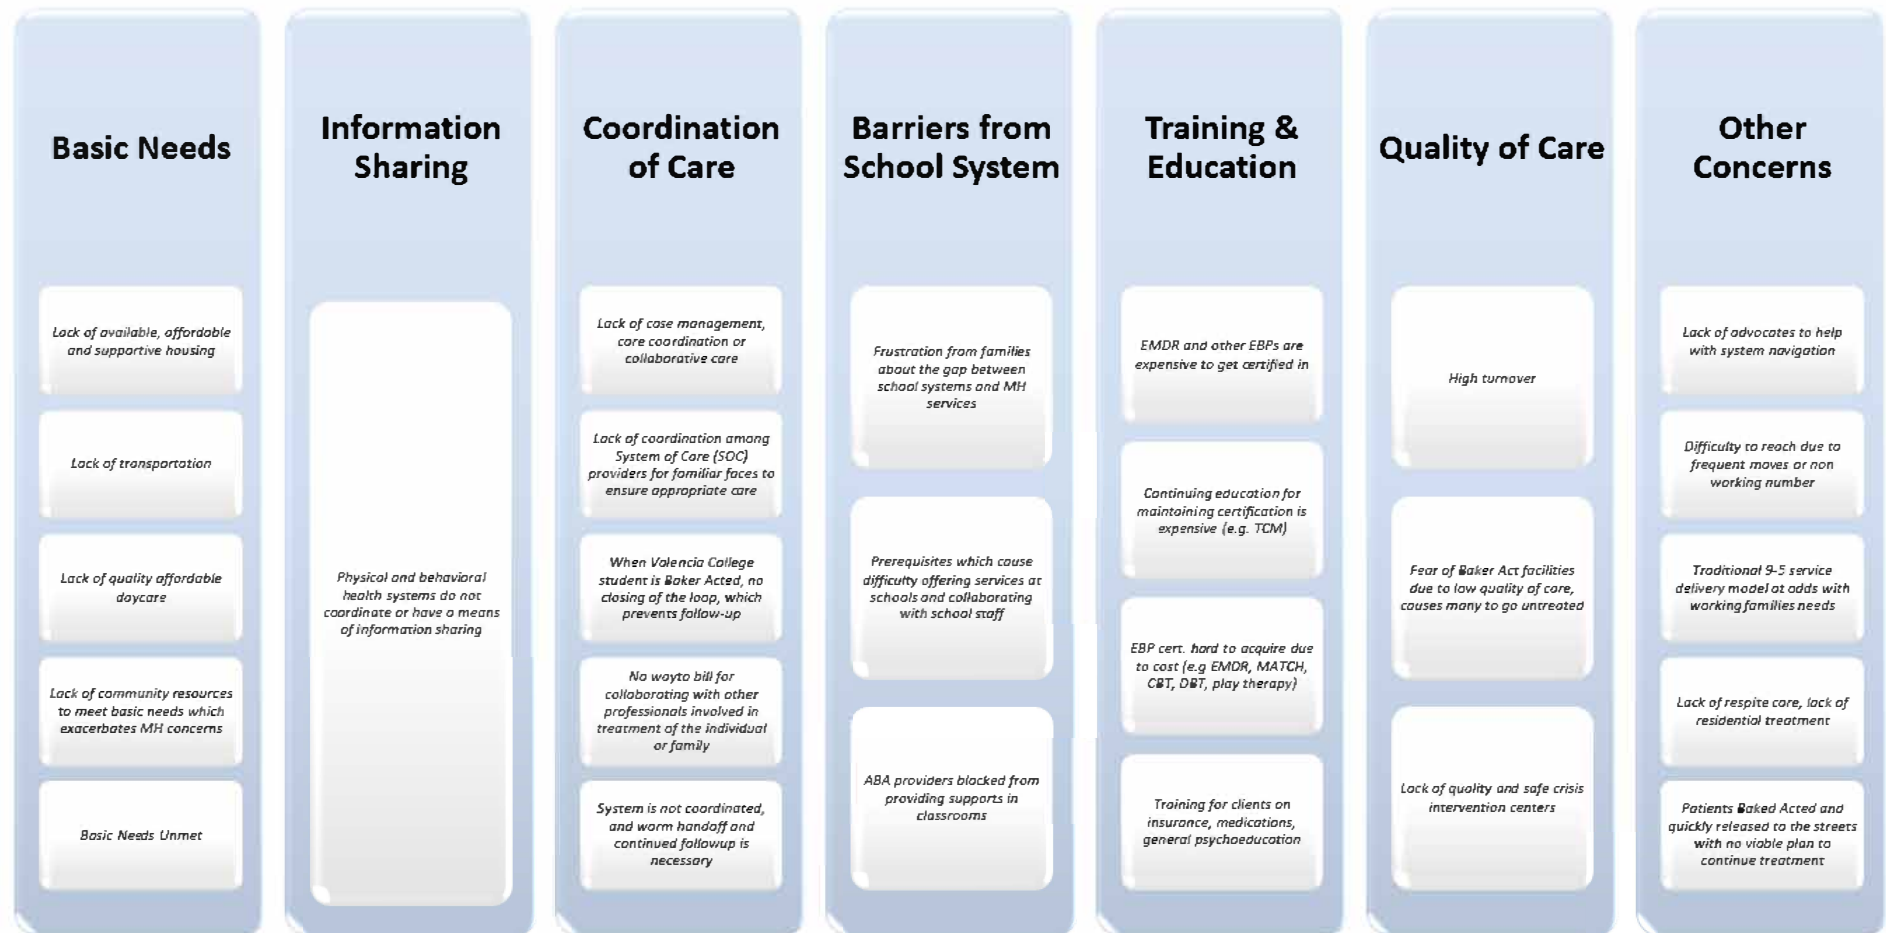 Basic Needs
Lack of available, affordable
and supportive housing
Lack of transportation
Lack of quality affordable
daycare
Lack of community resources
to meet basic needs which
exacerbates MH concerns
Basic Needs Unmet
Information
Sharing
Physical and behavioral
health systems do not
coordinate or have a means
of information sharing
Coordination
of Care
Lack of case management,
care coordination or
collaborative care
Lack of coordination among
System of Care (SOC)
providers for familiar faces to
ensure appropriate care
When Valencia College
student is Baker Acted, no
closing of the loop, which
prevents follow-up
No wayto bill for
collaborating with other
professionals involved in
treatment of the individual
or family
System is not coordinated,
and warm handoff and
continued followup is
necessary
Barriers from
School System
Frustration from families
about the gap between
school systems and MH
services
Prerequisites which cause
difficulty offering services at
schools and collaborating
with school staff
ABA providers blocked from
providing supports in
classrooms
Training &
Education
EMDR and other EBPs are
expensive to get certified in
Continuing education for
maintaining certification is
expensive (e.g. TCM)
EBP cert. hard to acquire due
to cost (e.g EMDR, MATCH,
CBT, DBT, play therapy)
Training for clients on
insurance, medications,
general psychoeducation
Quality of Care
High turnover
Fear of Baker Act facilities
due to low quality of care,
causes many to go untreated
Lack of quality and safe crisis
intervention centers
Other
Concerns
Lack of advocates to help
with system navigation
Difficulty to reach due to
frequent moves or non
working number
Traditional 9-5 service
delivery model at odds with
working families needs
Lack of respite care, lack of
residential treatment
Patients Baked Acted and
quickly released to the streets
with no viable plan to
continue treatment